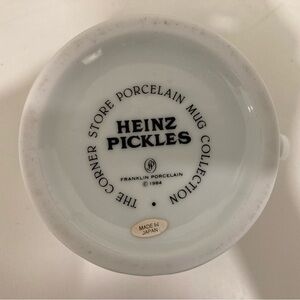 THE CORNER STORE PORCELAIN MUG COLLECTION
HEINZ
PICKLES
FRANKLIN PORCELAIN
© 1984
MADE IN
JAPAN